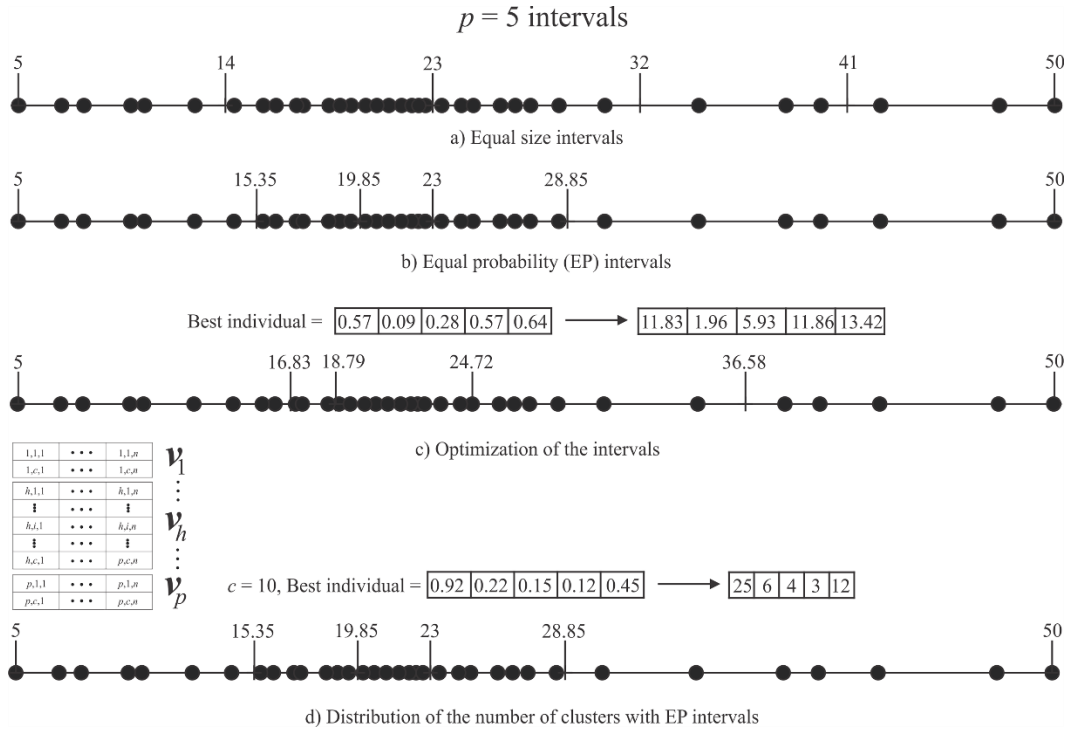 p = 5 intervals
5 14 23 32 41 50
a) Equal size intervals
5 15.35 19.85 23 28.85 50
b) Equal probability (EP) intervals
Best individual = 0.57 0.09 0.28 0.57 0.64 11.83 1.96 5.93 11.86 13.42
5 16.83 18.79 24.72 36.58 50
c) Optimization of the intervals
1,1,1 • • • 1,1,n
1,c,1 • • • 1,c,n
v1
h,1,1 • • • h,1,n
h,i,1 • • • h,i,n
h,c,1 • • • p,c,n
vh
p,1,1 • • • p,1,n
p,c,1 • • • p,c,n
vp
c = 10, Best individual = 0.92 0.22 0.15 0.12 0.45 25 6 4 3 12
5 15.35 19.85 23 28.85 50
d) Distribution of the number of clusters with EP intervals